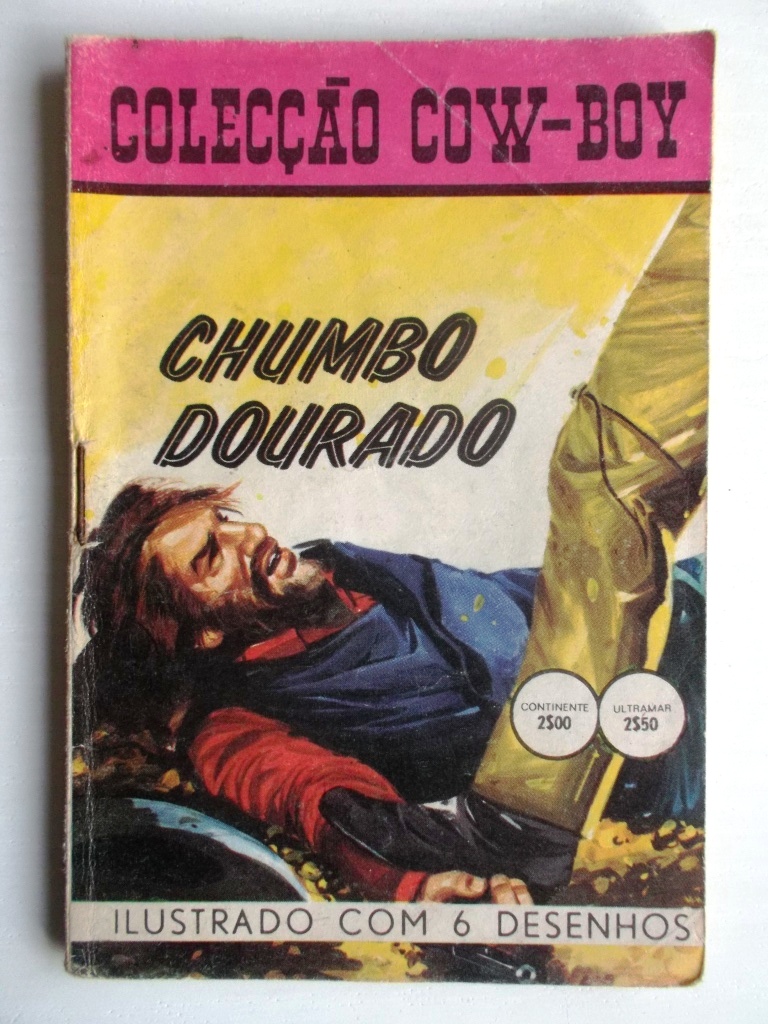 COLECÇÃO COW-BOY
CHUMBO
DOURADO
CONTINENTE
2$00
ULTRAMAR
2$50
ILUSTRADO COM 6 DESENHOS